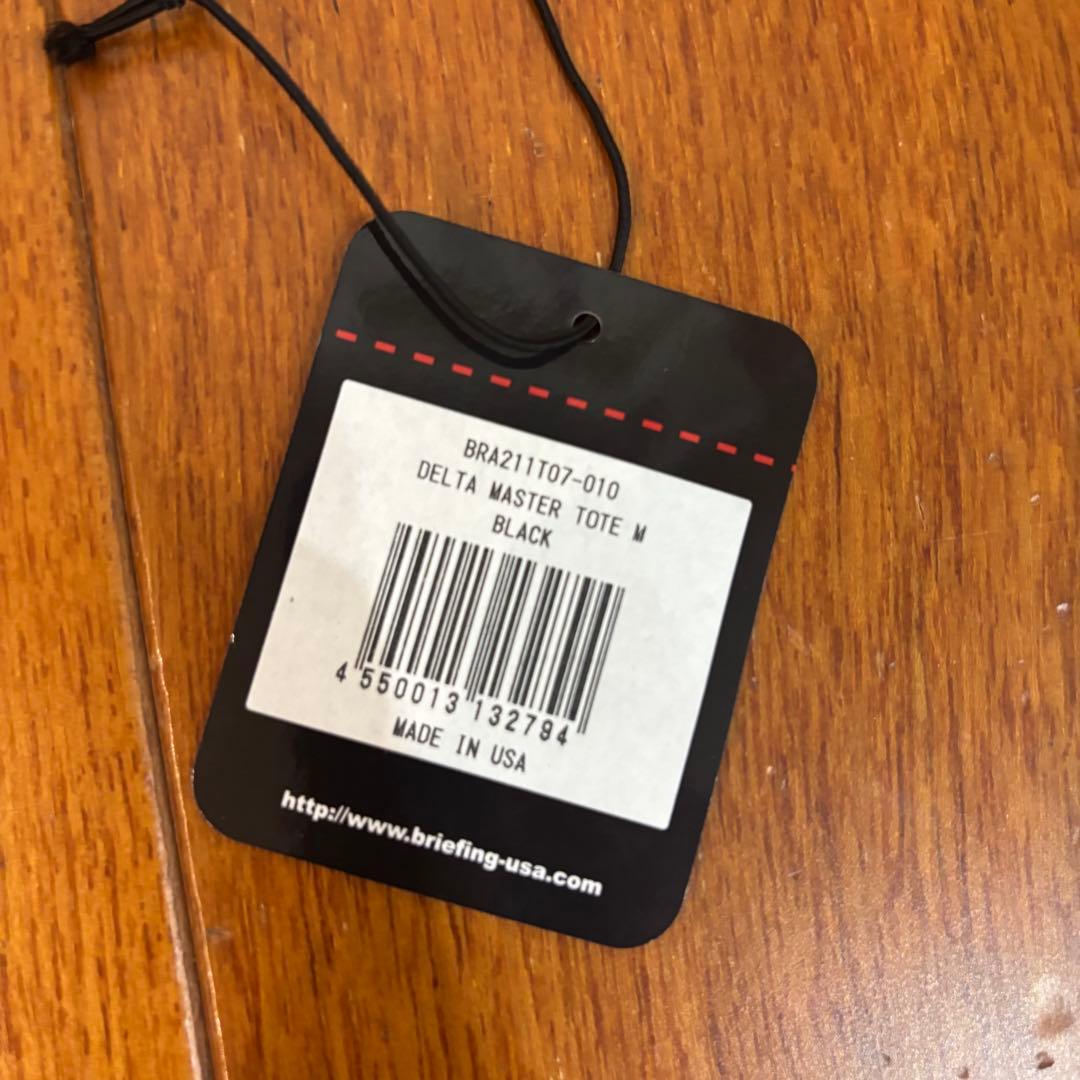 BRA211T07-010
DELTA MASTER TOTE M
BLACK
4 550013 132794
MADE IN USA
http://www.briefing-usa.com